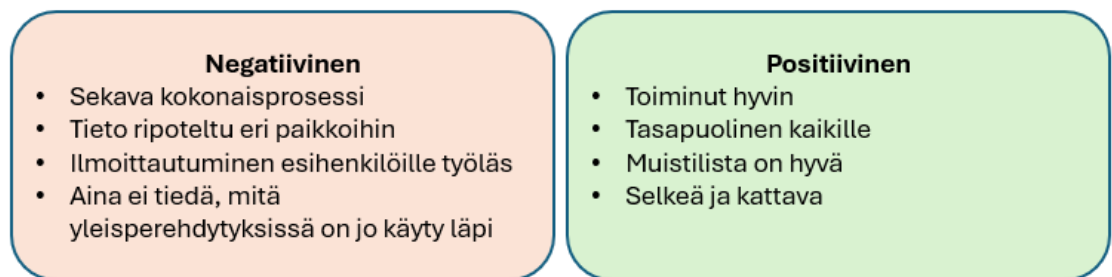 Negatiivinen
• Sekava kokonaisprosessi
• Tieto ripoteltu eri paikkoihin
• Ilmoittautuminen esihenkilöille työläs
• Aina ei tiedä, mitä
yleisperehdytyksissä on jo käyty läpi
Positiivinen
• Toiminut hyvin
• Tasapuolinen kaikille
• Muistilista on hyvä
• Selkeä ja kattava